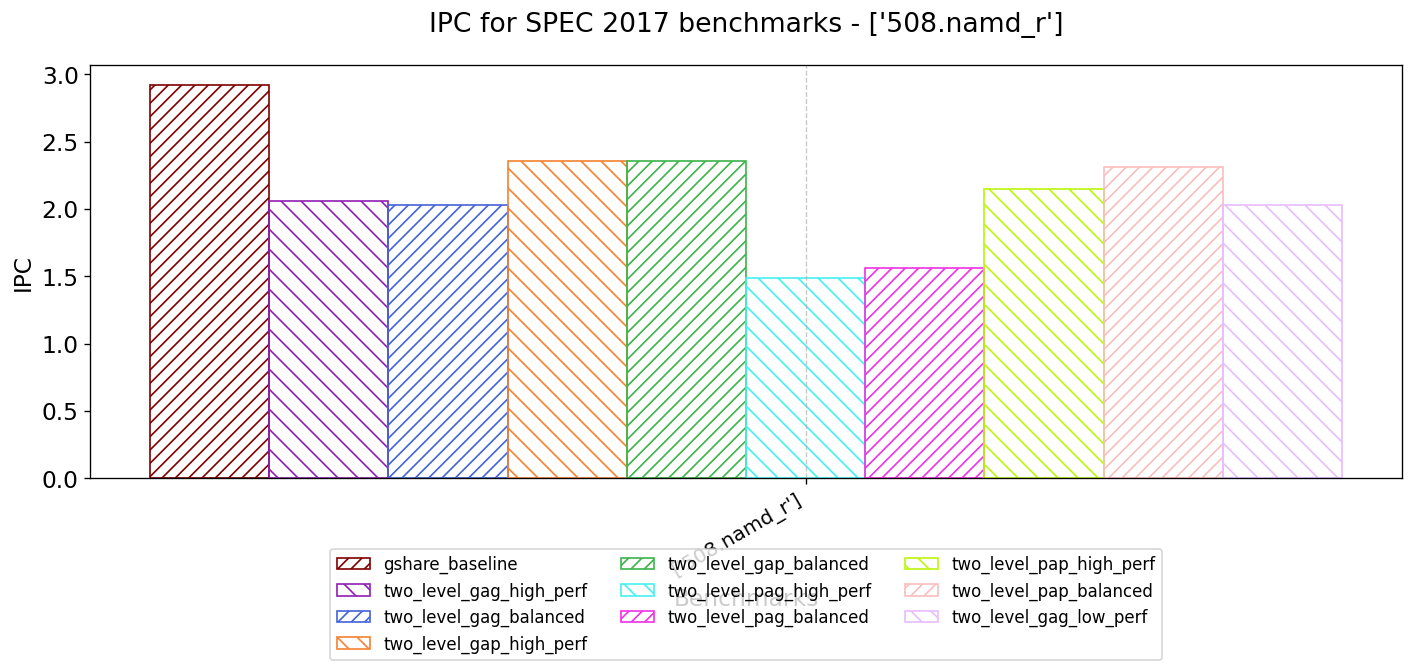 IPC for SPEC 2017 benchmarks - ['508.namd_r']
IPC
3.0
2.5
2.0
1.5
1.0
0.5
0.0
['508.namd_r']
Benchmarks
gshare_baseline
two_level_gag_high_perf
two_level_gag_balanced
two_level_gap_high_perf
two_level_gap_balanced
two_level_pag_high_perf
two_level_pag_balanced
two_level_pap_high_perf
two_level_pap_balanced
two_level_gag_low_perf